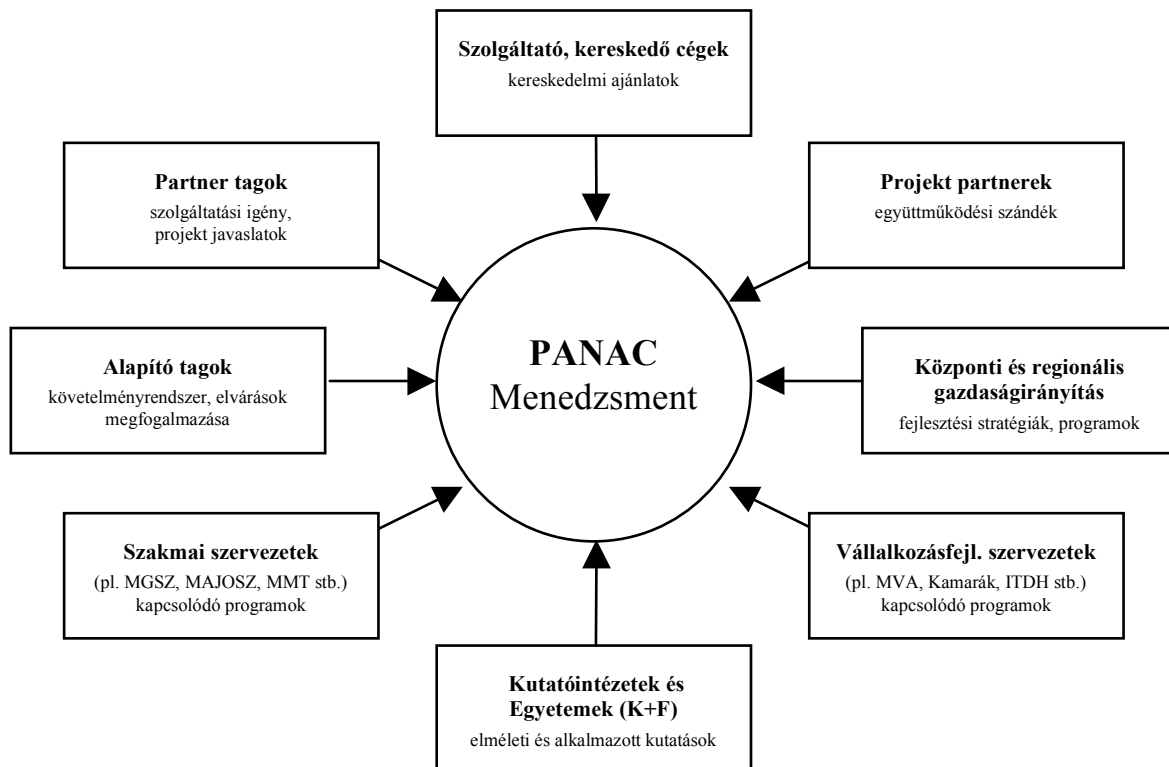 Szolgáltató, kereskedő cégek
kereskedelmi ajánlatok
Partner tagok
szolgáltatási igény,
projekt javaslatok
Projekt partnerek
együttműködési szándék
PANAC
Menedzsment
Alapító tagok
követelményrendszer, elvárások
megfogalmazása
Központi és regionális
gazdaságirányítás
fejlesztési stratégiák, programok
Szakmai szervezetek
(pl. MGSZ, MAJOSZ, MMT stb.)
kapcsolódó programok
Vállalkozásfejl. szervezetek
(pl. MVA, Kamarák, ITDH stb.)
kapcsolódó programok
Kutatóintézetek és
Egyetemek (K+F)
elméleti és alkalmazott kutatások